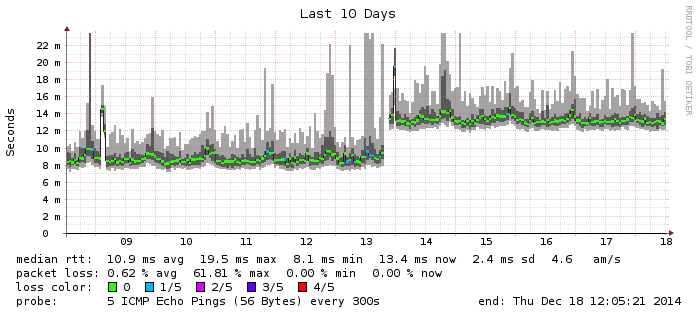 Last 10 Days
RRDTOOL / TOBI OETIKER
Seconds
22 m
20 m
18 m
16 m
14 m
12 m
10 m
8 m
6 m
4 m
2 m
0
09 10 11 12 13 14 15 16 17 18
median rtt: 10.9 ms avg 19.5 ms max 8.1 ms min 13.4 ms now 2.4 ms sd 4.6 am/s
packet loss: 0.62 % avg 61.81 % max 0.00 % min 0.00 % now
loss color: 0 1/5 2/5 3/5 4/5
probe: 5 ICMP Echo Pings (56 Bytes) every 300s end: Thu Dec 18 12:05:21 2014